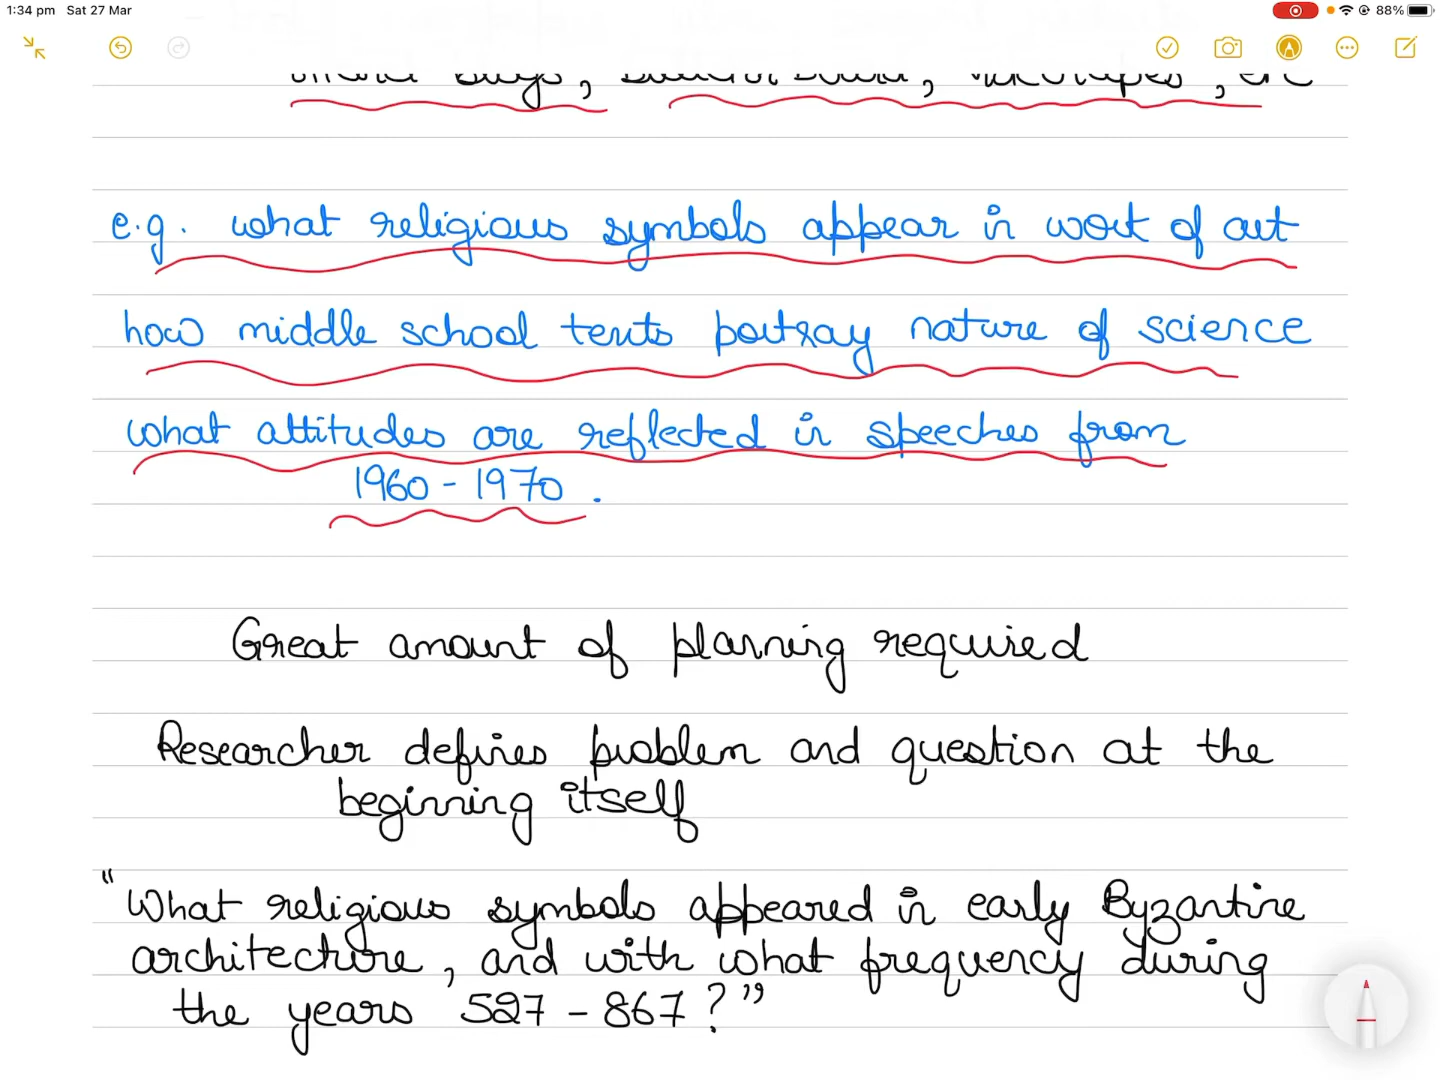 1:34 pm Sat 27 Mar
88%
e.g. what religious symbols appear in work of art
how middle school texts portray nature of science
what attitudes are reflected in speeches from
1960 - 1970 .
Great amount of planning required
Researcher defines problem and question at the
beginning itself
"What religious symbols appeared in early Byzantine
architecture, and with what frequency during
the years 527 - 867 ?"